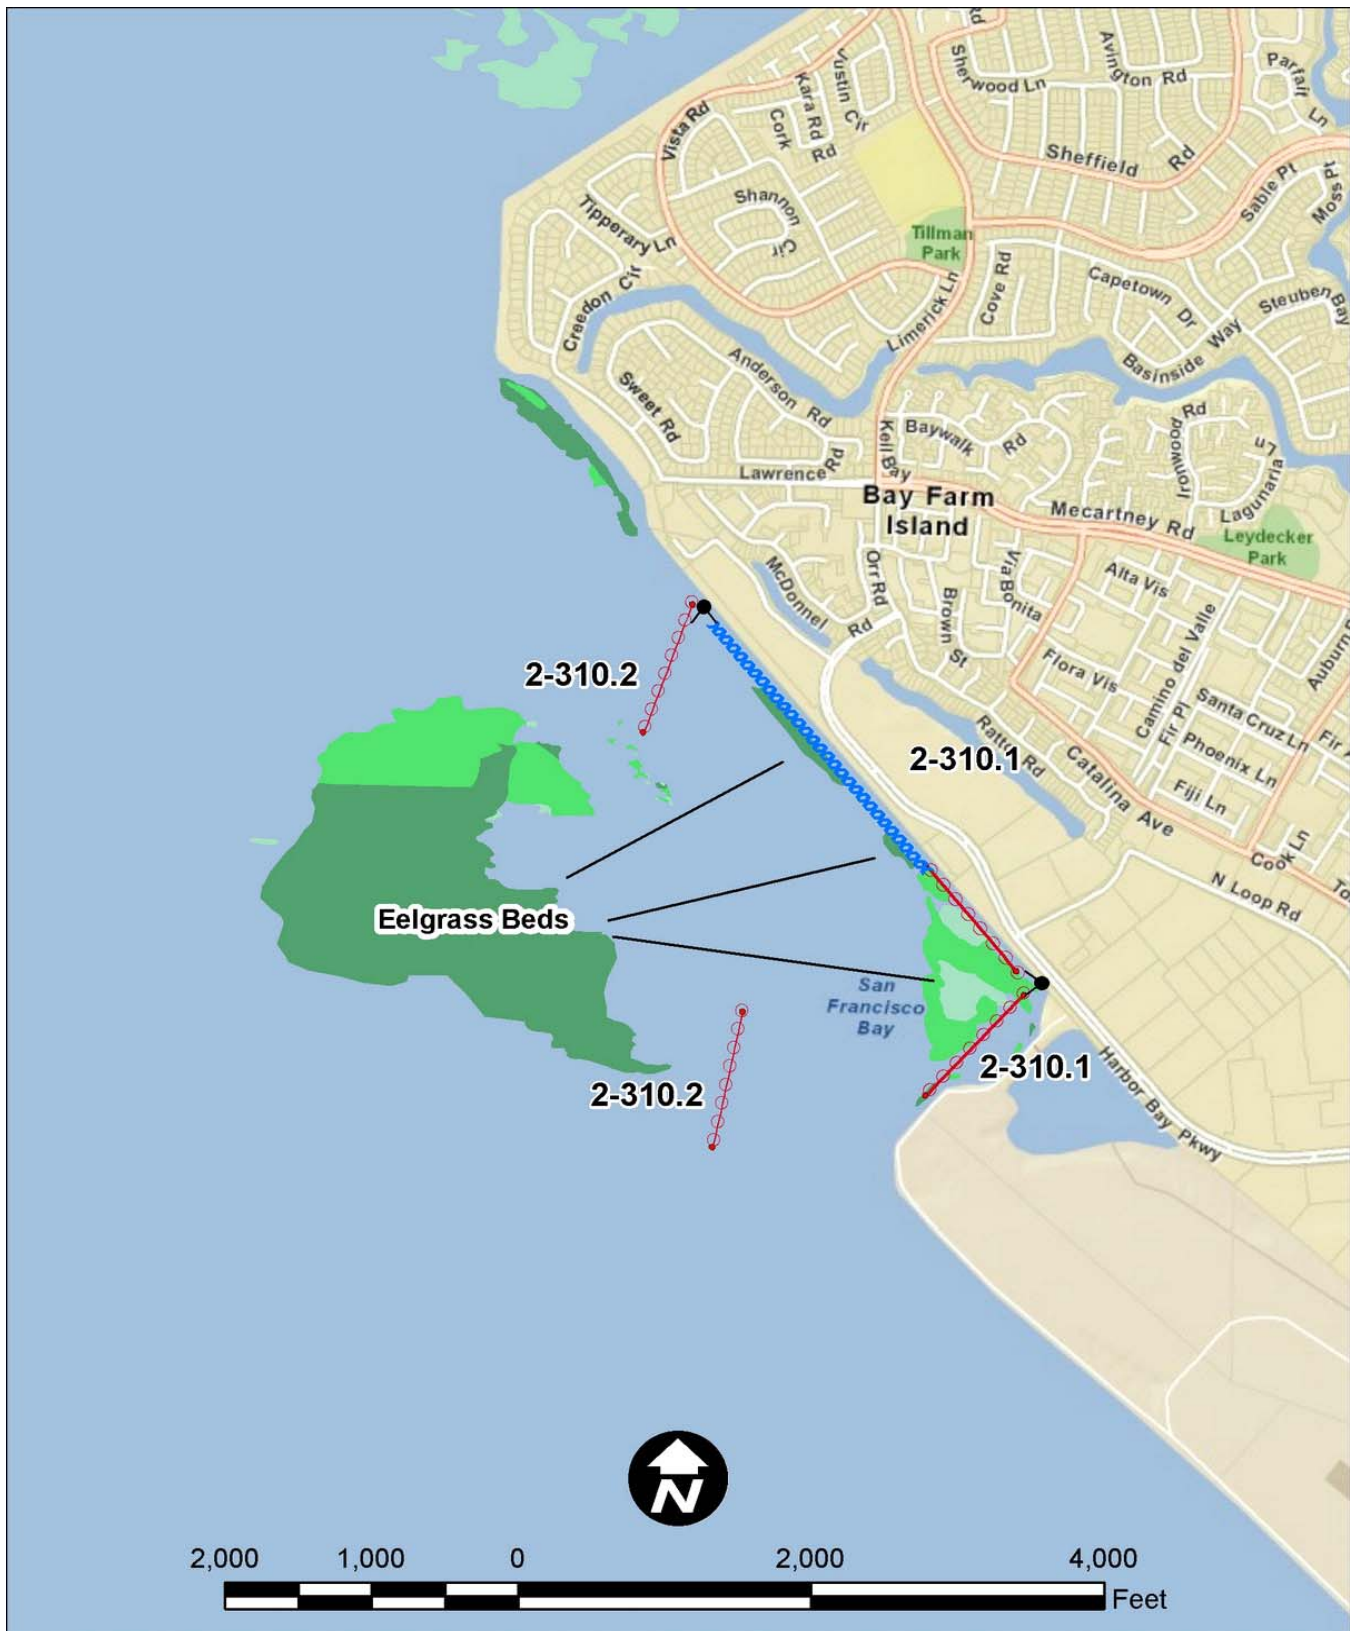 Rd
Sherwood Ln
Avington Rd
Parfait Ln
Justin Cir
Kara Rd
Cork Rd
Vista Rd
Sheffield Rd
Sable Pt
Moss Pt
Shannon Cir
Tipperary Ln
Tillman
Park
Creedon Cir
Cove Rd
Capetown Dr
Steuben Bay
Limerick Ln
Basinside Way
Anderson Rd
Sweet Rd
Keil Bay
Baywalk Rd
Ironwood Rd
Lagunaria Ln
Lawrence Rd
Bay Farm
Island
Mecartney Rd
Leydecker
Park
McDonnel Rd
Orr Rd
Via Bonita
Alta Vis
Brown St
Camino del Valle
2-310.2
Flora Vis
Santa Cruz Ln
Fir Pl
Phoenix Ln
Ratto Rd
2-310.1
Catalina Ave
Fiji Ln
Cook Ln
N Loop Rd
Eelgrass Beds
San
Francisco
Bay
2-310.1
2-310.2
Harbor Bay Pkwy
N
2,000 1,000 0 2,000 4,000
Feet